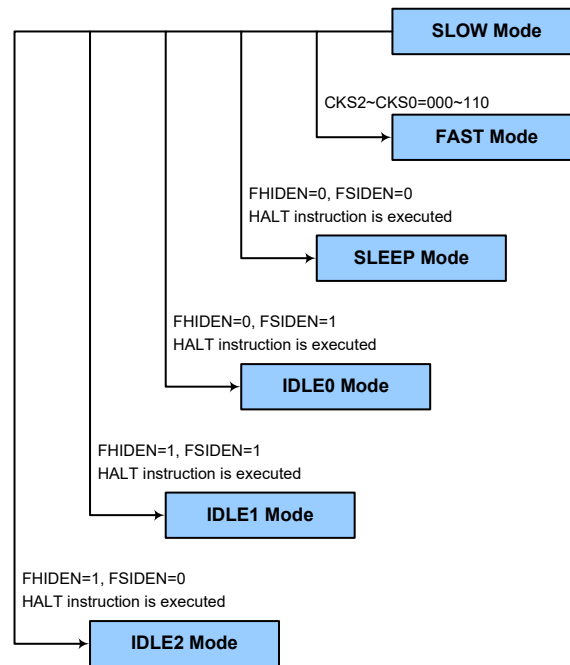 SLOW Mode
CKS2~CKS0=000~110
FAST Mode
FHIDEN=0, FSIDEN=0
HALT instruction is executed
SLEEP Mode
FHIDEN=0, FSIDEN=1
HALT instruction is executed
IDLE0 Mode
FHIDEN=1, FSIDEN=1
HALT instruction is executed
IDLE1 Mode
FHIDEN=1, FSIDEN=0
HALT instruction is executed
IDLE2 Mode